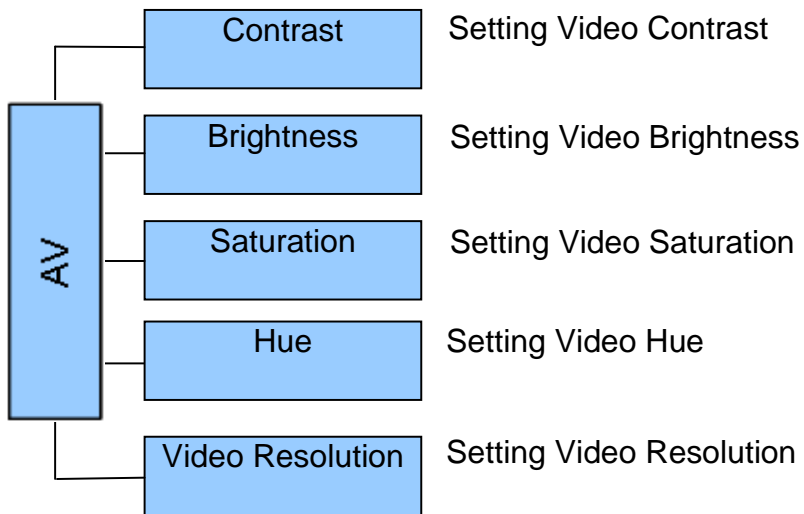 Contrast Setting Video Contrast
Brightness Setting Video Brightness
AV
Saturation Setting Video Saturation
Hue Setting Video Hue
Video Resolution Setting Video Resolution